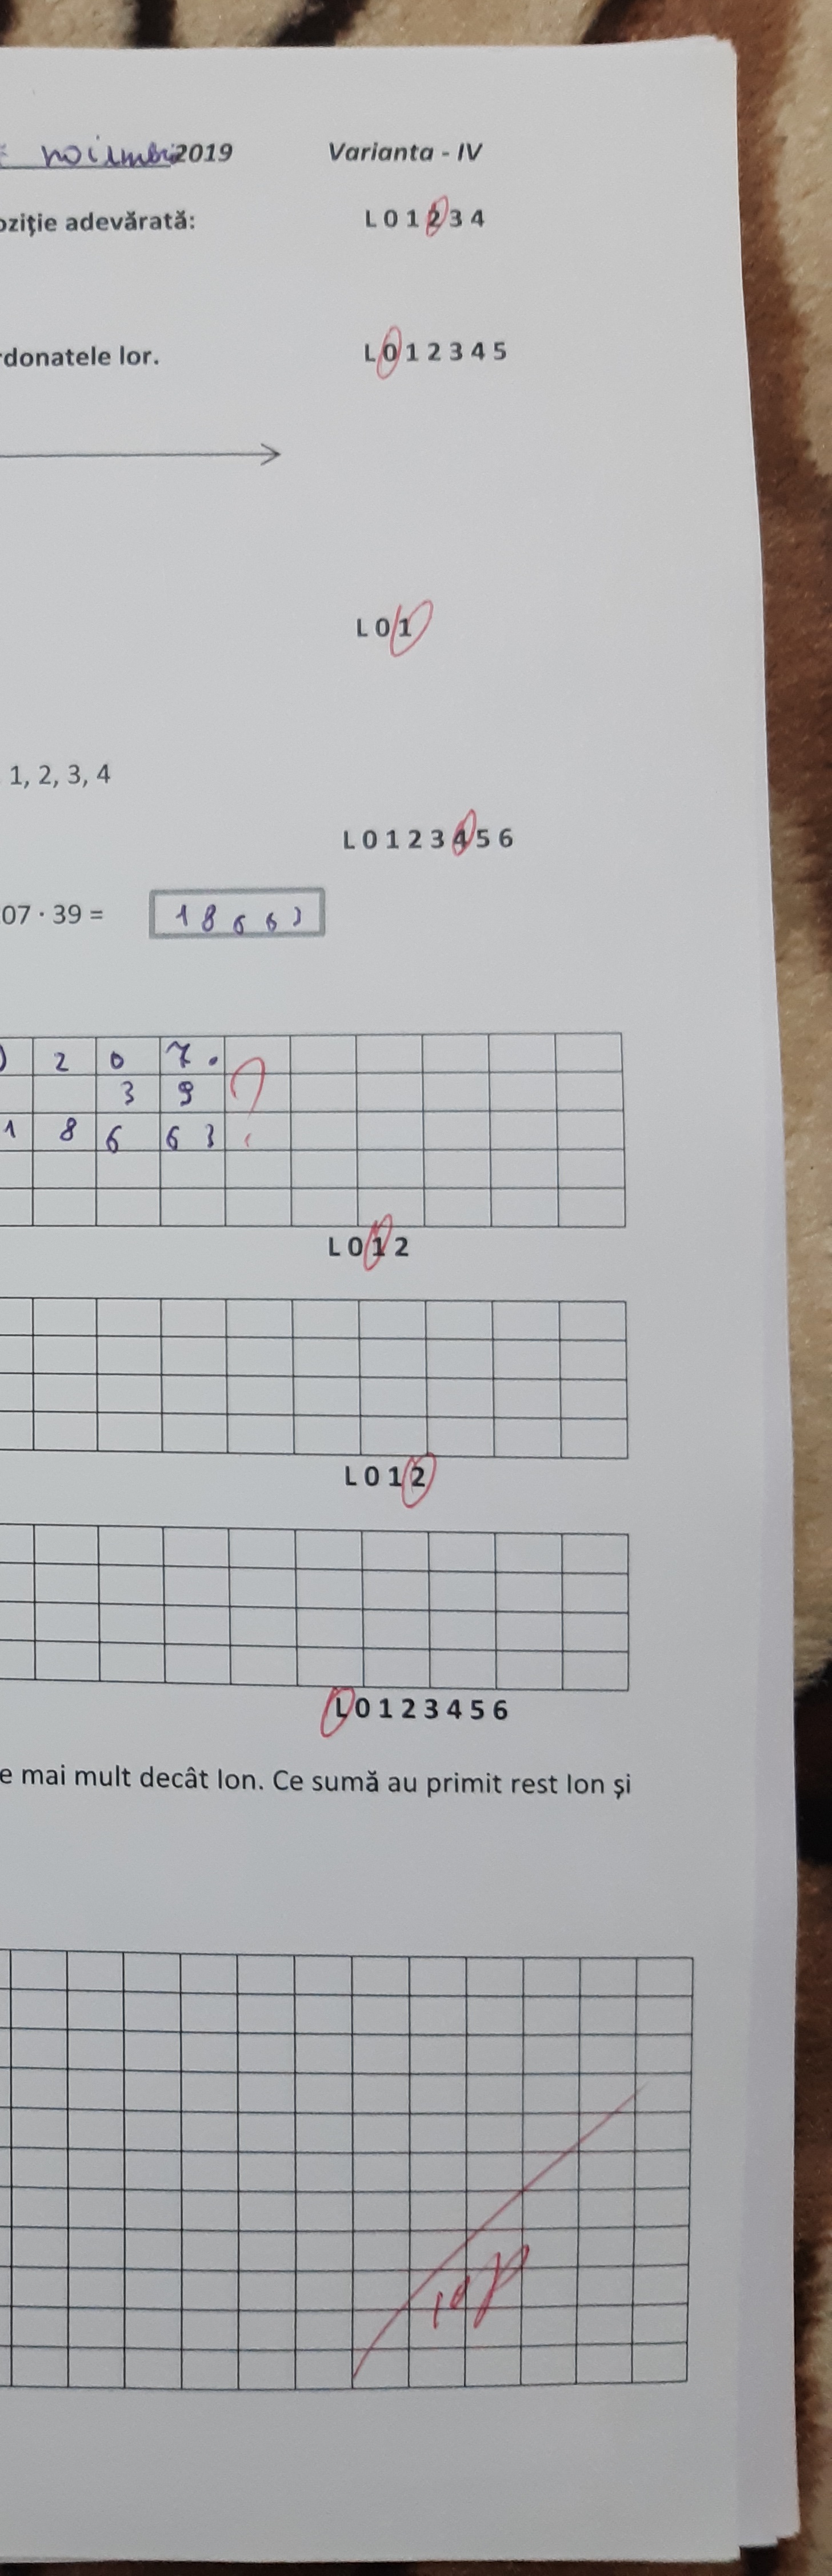 noiembrie 2019 Varianta - IV
oziţie adevărată: L 0 1 2 3 4
rdonatele lor. L 0 1 2 3 4 5
L 0 1
1, 2, 3, 4
L 0 1 2 3 4 5 6
07 · 39 = 18663
2 0 7 .
3 9
1 8 6 6 3
L 0 1 2
L 0 1 2
L 0 1 2 3 4 5 6
e mai mult decât Ion. Ce sumă au primit rest Ion şi
10p